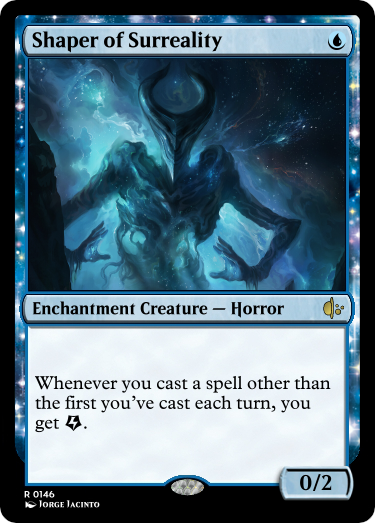 Shaper of Surreality
Enchantment Creature — Horror
Whenever you cast a spell other than
the first you've cast each turn, you
get .
0/2
R 0146
Jorge Jacinto